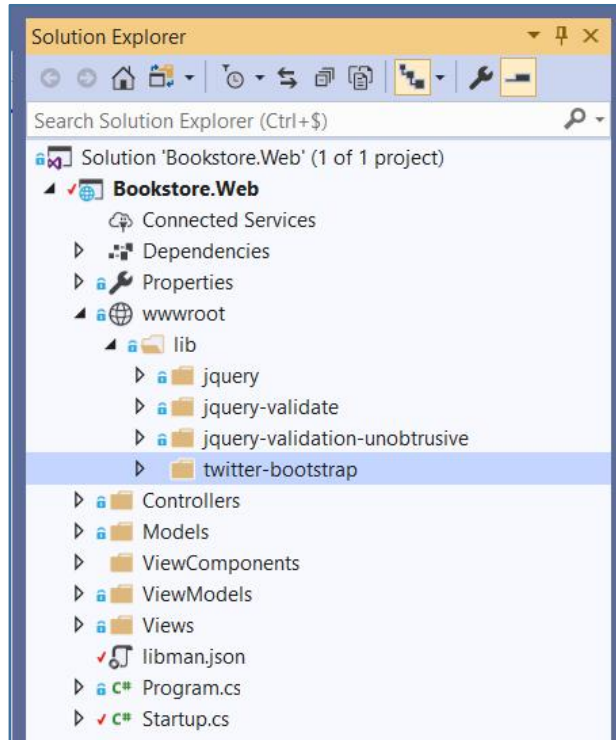 Solution Explorer
Search Solution Explorer (Ctrl+$)
Solution 'Bookstore.Web' (1 of 1 project)
Bookstore.Web
Connected Services
Dependencies
Properties
wwwroot
lib
jquery
jquery-validate
jquery-validation-unobtrusive
twitter-bootstrap
Controllers
Models
ViewComponents
ViewModels
Views
libman.json
C# Program.cs
C# Startup.cs